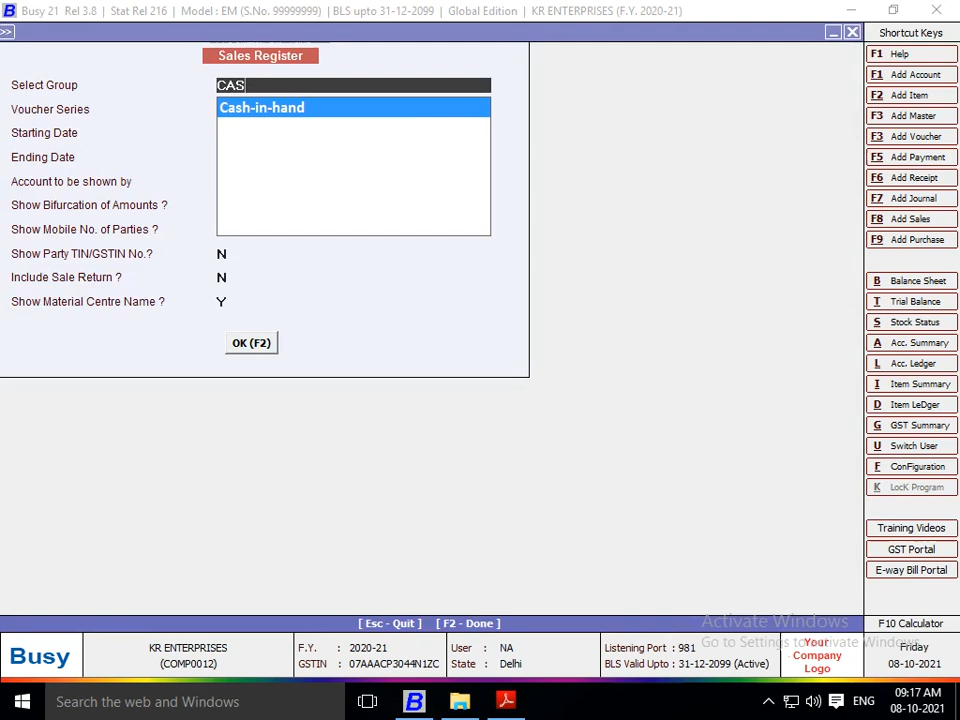 Busy 21 Rel 3.8 | Stat Rel 216 | Model : EM (S.No. 99999999) | BLS upto 31-12-2099 | Global Edition | KR ENTERPRISES (F.Y. 2020-21)
>>
Shortcut Keys
Sales Register
F1 Help
F1 Add Account
F2 Add Item
F3 Add Master
F3 Add Voucher
F5 Add Payment
F6 Add Receipt
F7 Add Journal
F8 Add Sales
F9 Add Purchase
Select Group CAS
Cash-in-hand
Voucher Series
Starting Date
Ending Date
Account to be shown by
Show Bifurcation of Amounts ?
Show Mobile No. of Parties ?
Show Party TIN/GSTIN No.? N
Include Sale Return ? N
Show Material Centre Name ? Y
OK (F2)
B Balance Sheet
T Trial Balance
S Stock Status
A Acc. Summary
L Acc. Ledger
I Item Summary
D Item LeDger
G GST Summary
U Switch User
F ConFiguration
K LocK Program
Training Videos
GST Portal
E-way Bill Portal
[ Esc - Quit ] [ F2 - Done ]
F10 Calculator
Activate Windows
Go to Settings to activate Windows.
Busy
KR ENTERPRISES
(COMP0012)
F.Y. : 2020-21
GSTIN : 07AAACP3044N1ZC
User : NA
State : Delhi
Listening Port : 981
BLS Valid Upto : 31-12-2099 (Active)
Your
Company
Logo
Friday
08-10-2021
Search the web and Windows
ENG
09:17 AM
08-10-2021